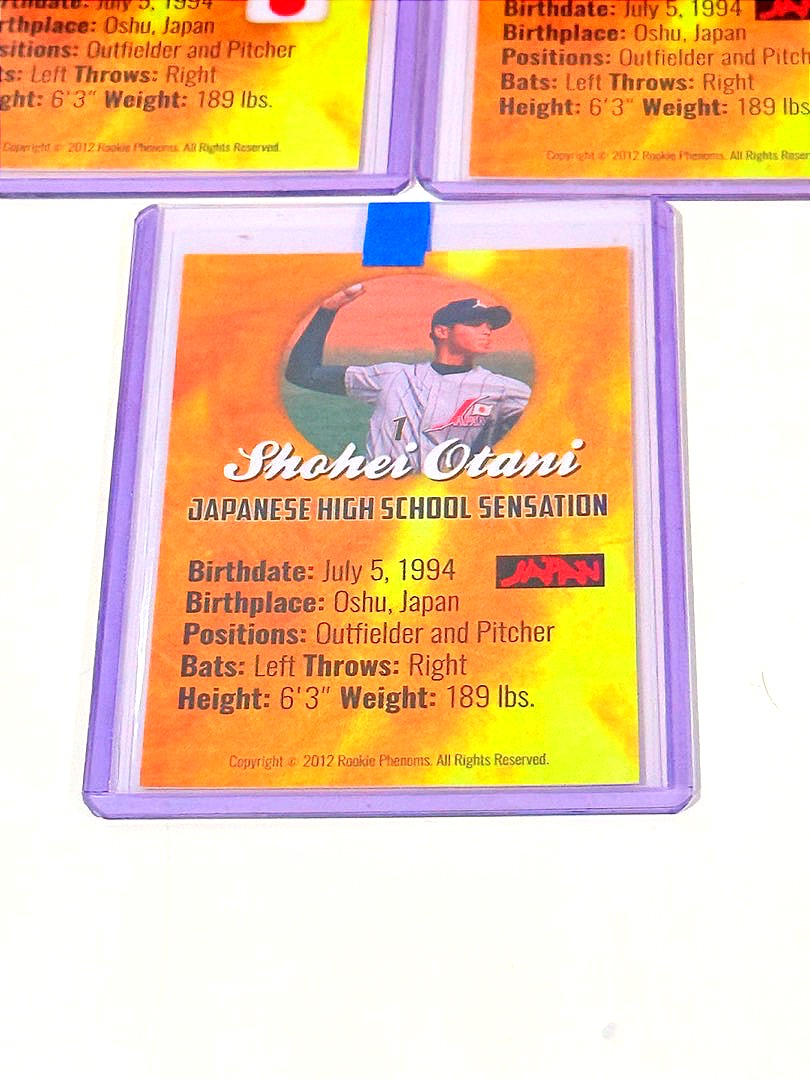 July 5, 1994
thplace: Oshu, Japan
sitions: Outfielder and Pitcher
ts: Left Throws: Right
ght: 6'3" Weight: 189 lbs.
Copyright © 2012 Rookie Phenoms. All Rights Reserved.
Birthdate: July 5, 1994
Birthplace: Oshu, Japan
Positions: Outfielder and Pitch
Bats: Left Throws: Right
Height: 6'3" Weight: 189 lbs
Copyright © 2012 Rookie Phenoms. All Rights Reser
JAPAN
1
Shohei Otani
JAPANESE HIGH SCHOOL SENSATION
Birthdate: July 5, 1994
JAPAN
Birthplace: Oshu, Japan
Positions: Outfielder and Pitcher
Bats: Left Throws: Right
Height: 6'3" Weight: 189 lbs.
Copyright © 2012 Rookie Phenoms. All Rights Reserved.